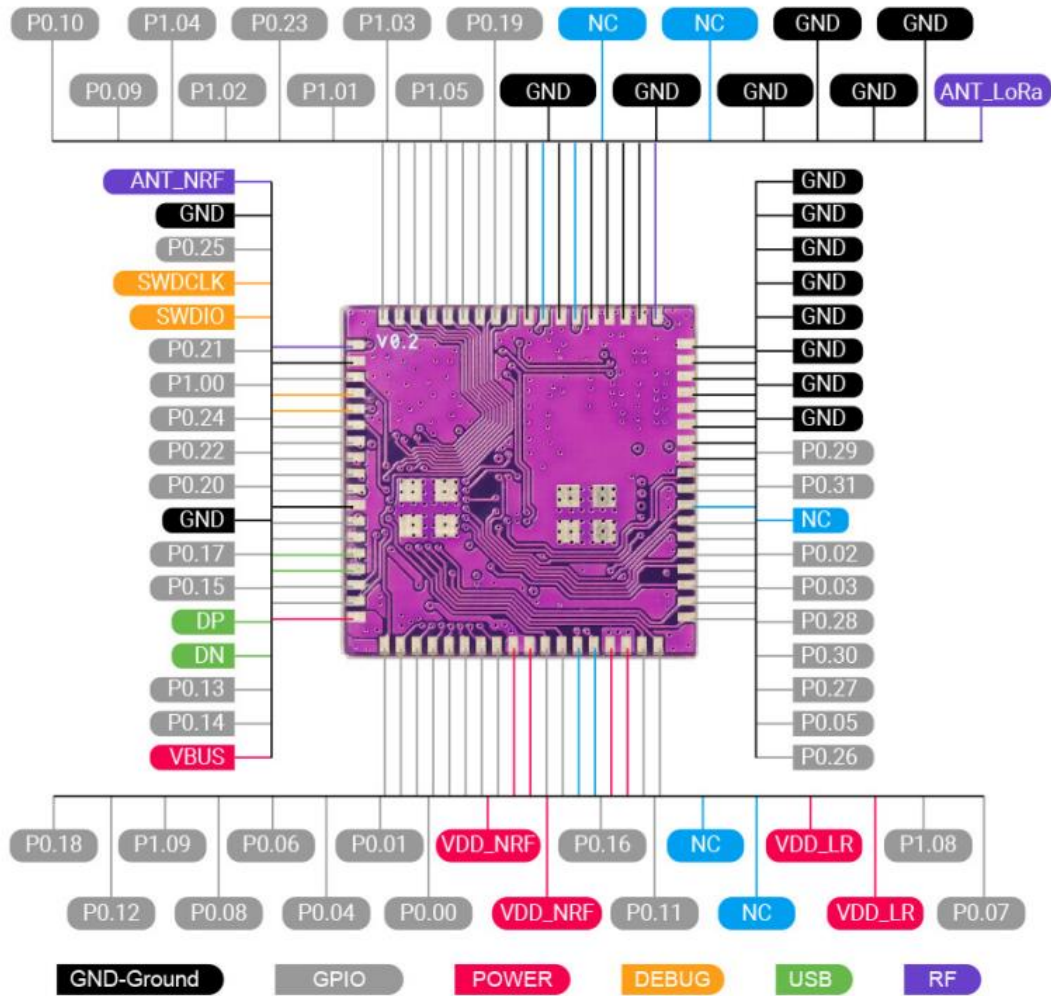 P0.10 P1.04 P0.23 P1.03 P0.19 NC NC GND GND
P0.09 P1.02 P1.01 P1.05 GND GND GND GND ANT_LoRa
ANT_NRF GND
GND GND
P0.25 GND
SWDCLK GND
SWDIO GND
V0.2
P0.21 GND
P1.00 GND
P0.24 GND
P0.22 P0.29
P0.20 P0.31
GND NC
P0.17 P0.02
P0.15 P0.03
DP P0.28
DN P0.30
P0.13 P0.27
P0.14 P0.05
VBUS P0.26
P0.18 P1.09 P0.06 P0.01 VDD_NRF P0.16 NC VDD_LR P1.08
P0.12 P0.08 P0.04 P0.00 VDD_NRF P0.11 NC VDD_LR P0.07
GND-Ground GPIO POWER DEBUG USB RF